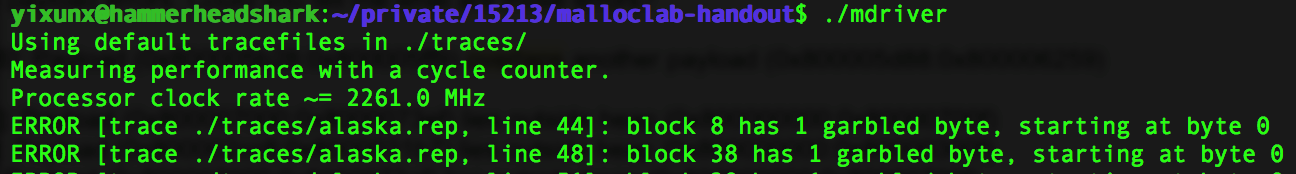 yixunx@hammerheadshark:~/private/15213/malloclab-handout$ ./mdriver
Using default tracefiles in ./traces/
Measuring performance with a cycle counter.
Processor clock rate ~= 2261.0 MHz
ERROR [trace ./traces/alaska.rep, line 44]: block 8 has 1 garbled byte, starting at byte 0
ERROR [trace ./traces/alaska.rep, line 48]: block 38 has 1 garbled byte, starting at byte 0